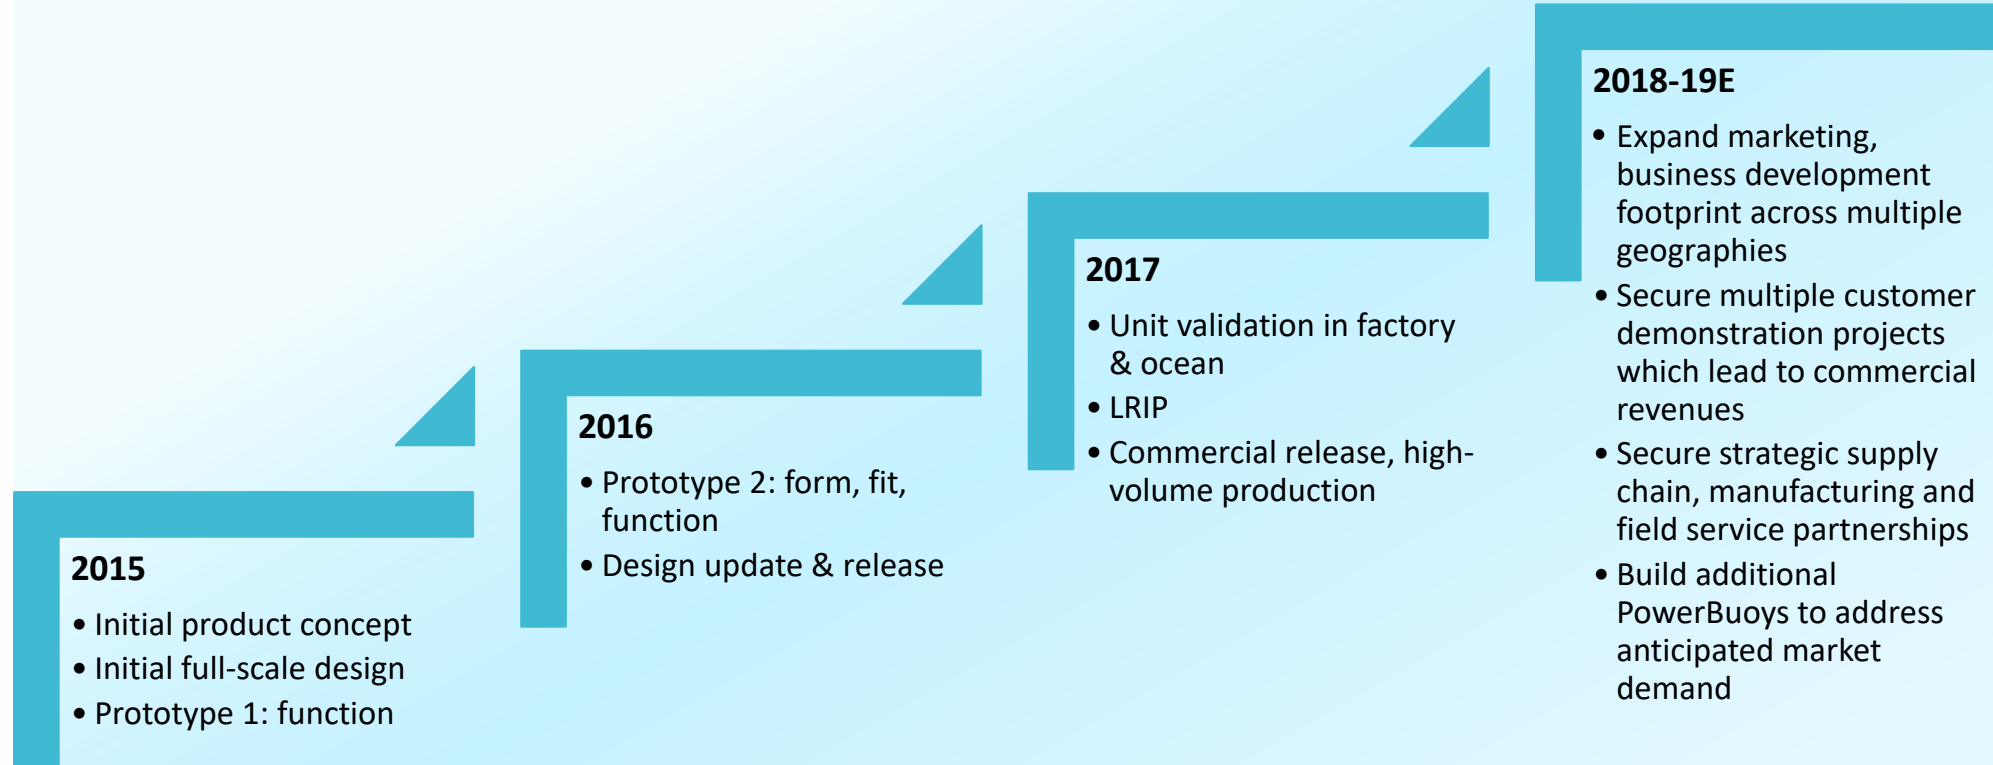 2015
• Initial product concept
• Initial full-scale design
• Prototype 1: function
2016
• Prototype 2: form, fit,
function
• Design update & release
2017
• Unit validation in factory
& ocean
• LRIP
• Commercial release, high-
volume production
2018-19E
• Expand marketing,
business development
footprint across multiple
geographies
• Secure multiple customer
demonstration projects
which lead to commercial
revenues
• Secure strategic supply
chain, manufacturing and
field service partnerships
• Build additional
PowerBuoys to address
anticipated market
demand